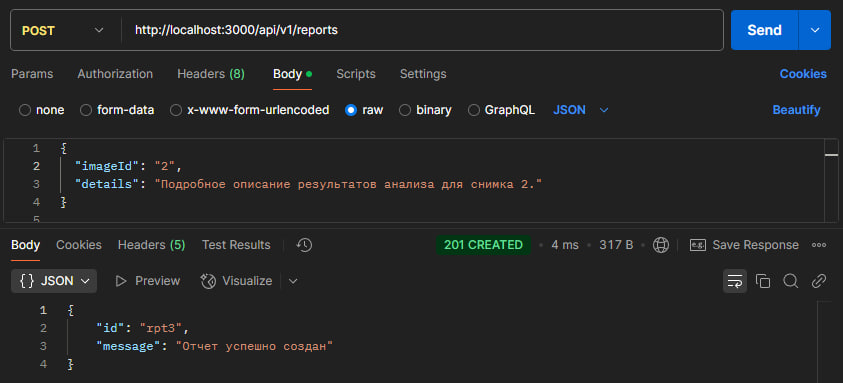 POST http://localhost:3000/api/v1/reports Send
Params Authorization Headers (8) Body Scripts Settings Cookies
none form-data x-www-form-urlencoded raw binary GraphQL JSON Beautify
1 {
2 "imageId": "2",
3 "details": "Подробное описание результатов анализа для снимка 2."
4 }
5
Body Cookies Headers (5) Test Results 201 CREATED • 4 ms • 317 B • e.g. Save Response
{} JSON Preview Visualize
1 {
2 "id": "rpt3",
3 "message": "Отчет успешно создан"
4 }